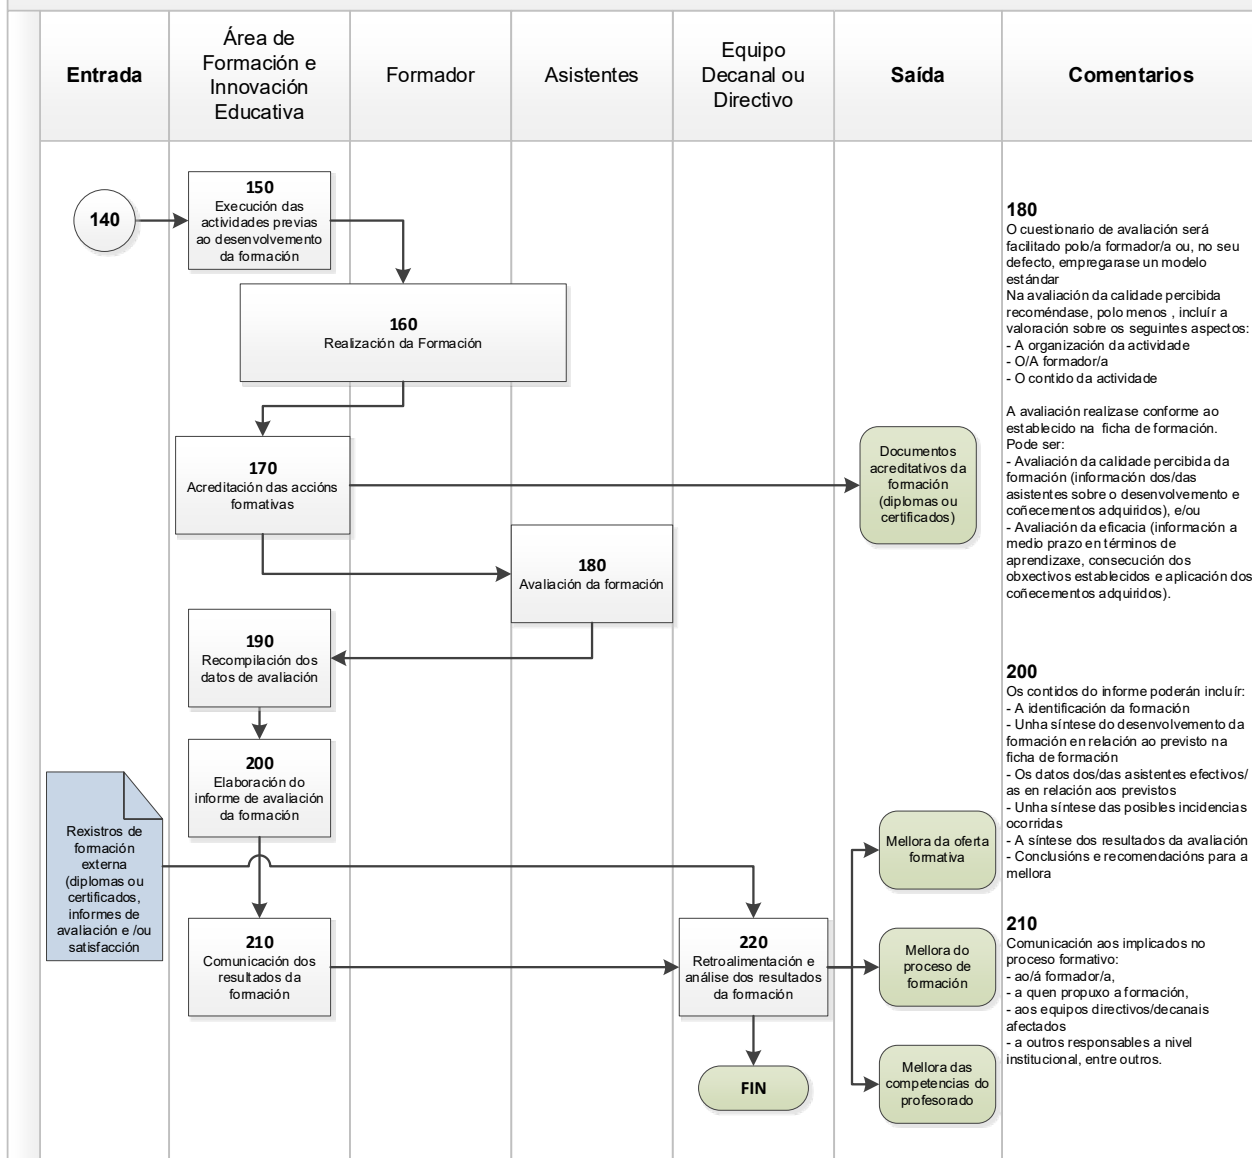 Entrada
Área de
Formación e
Innovación
Educativa
Formador
Asistentes
Equipo
Decanal ou
Directivo
Saída
Comentarios
140
150
Execución das
actividades previas
ao desenvolvemento
da formación
160
Realización da Formación
170
Acreditación das accións
formativas
Documentos
acreditativos da
formación
(diplomas ou
certificados)
180
Avaliación da formación
190
Recompilación dos
datos de avaliación
200
Elaboración do
informe de avaliación
da formación
Rexistros de
formación
externa
(diplomas ou
certificados,
informes de
avaliación e /ou
satisfacción
210
Comunicación dos
resultados da
formación
220
Retroalimentación e
análise dos resultados
da formación
FIN
Mellora da oferta
formativa
Mellora do
proceso de
formación
Mellora das
competencias do
profesorado
180
O cuestionario de avaliación será
facilitado polo/a formador/a ou, no seu
defecto, empregarase un modelo
estándar
Na avaliación da calidade percibida
recoméndase, polo menos , incluír a
valoración sobre os seguintes aspectos:
- A organización da actividade
- O/A formador/a
- O contido da actividade
A avaliación realizase conforme ao
establecido na ficha de formación.
Pode ser:
- Avaliación da calidade percibida da
formación (información dos/das
asistentes sobre o desenvolvemento e
coñecementos adquiridos), e/ou
- Avaliación da eficacia (información a
medio prazo en términos de
aprendizaxe, consecución dos
obxectivos establecidos e aplicación dos
coñecementos adquiridos).
200
Os contidos do informe poderán incluír:
- A identificación da formación
- Unha síntese do desenvolvemento da
formación en relación ao previsto na
ficha de formación
- Os datos dos/das asistentes efectivos/
as en relación aos previstos
- Unha síntese das posibles incidencias
ocorridas
- A síntese dos resultados da avaliación
- Conclusións e recomendacións para a
mellora
210
Comunicación aos implicados no
proceso formativo:
- ao/á formador/a,
- a quen propuxo a formación,
- aos equipos directivos/decanais
afectados
- a outros responsables a nivel
institucional, entre outros.